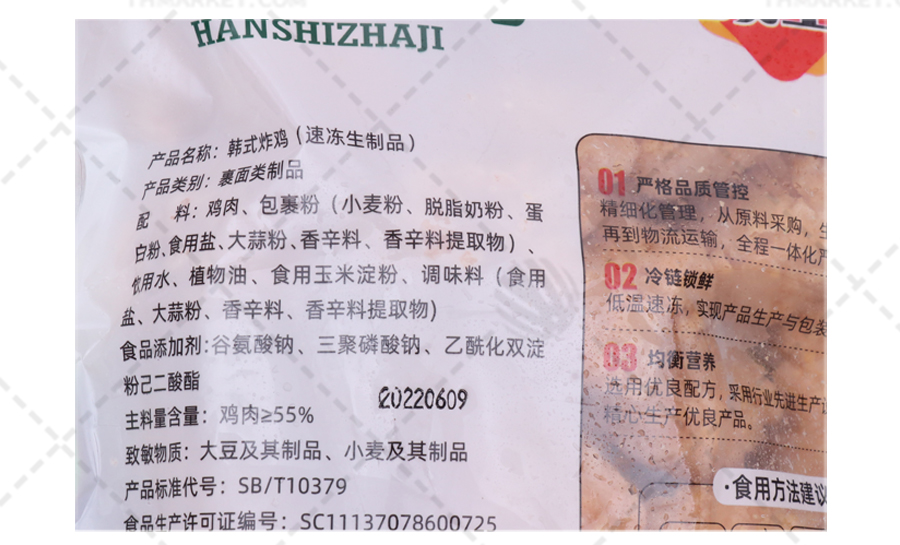 HANSHIZHAJI
产品名称：韩式炸鸡（速冻生制品）
产品类别：裹面类制品
配 料：鸡肉、包裹粉（小麦粉、脱脂奶粉、蛋
白粉、食用盐、大蒜粉、香辛料、香辛料提取物）、
饮用水、植物油、食用玉米淀粉、调味料（食用
盐、大蒜粉、香辛料、香辛料提取物)
食品添加剂:谷氨酸钠、三聚磷酸钠、乙酰化双淀
粉己二酸酯
20220609
主料量含量：鸡肉≥55%
致敏物质：大豆及其制品、小麦及其制品
产品标准代号：SB/T10379
食品生产许可证编号：SC11137078600725
01 严格品质管控
精细化管理，从原料采购，
再到物流运输，全程一体化
02 冷链锁鲜
低温速冻，实现产品生产与包装
03 均衡营养
选用优良配方，采用行业先进生产
精心生产优良产品。
·食用方法建议